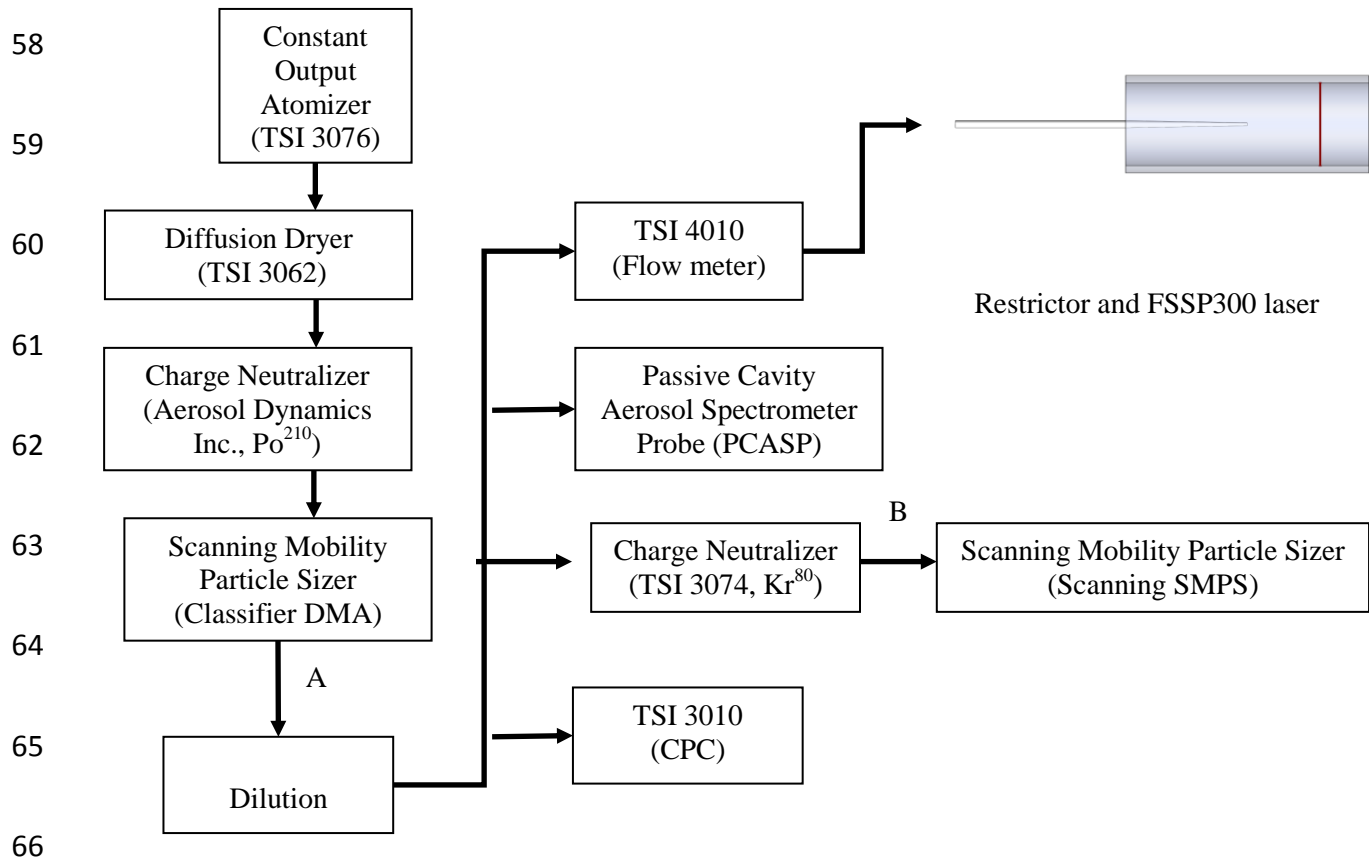 58
Constant
Output
Atomizer
(TSI 3076)
59
60
Diffusion Dryer
(TSI 3062)
TSI 4010
(Flow meter)
Restrictor and FSSP300 laser
61
Charge Neutralizer
(Aerosol Dynamics
Inc., Po210)
Passive Cavity
Aerosol Spectrometer
Probe (PCASP)
62
63
Scanning Mobility
Particle Sizer
(Classifier DMA)
Charge Neutralizer
(TSI 3074, Kr80)
B
Scanning Mobility Particle Sizer
(Scanning SMPS)
64
A
TSI 3010
(CPC)
65
Dilution
66